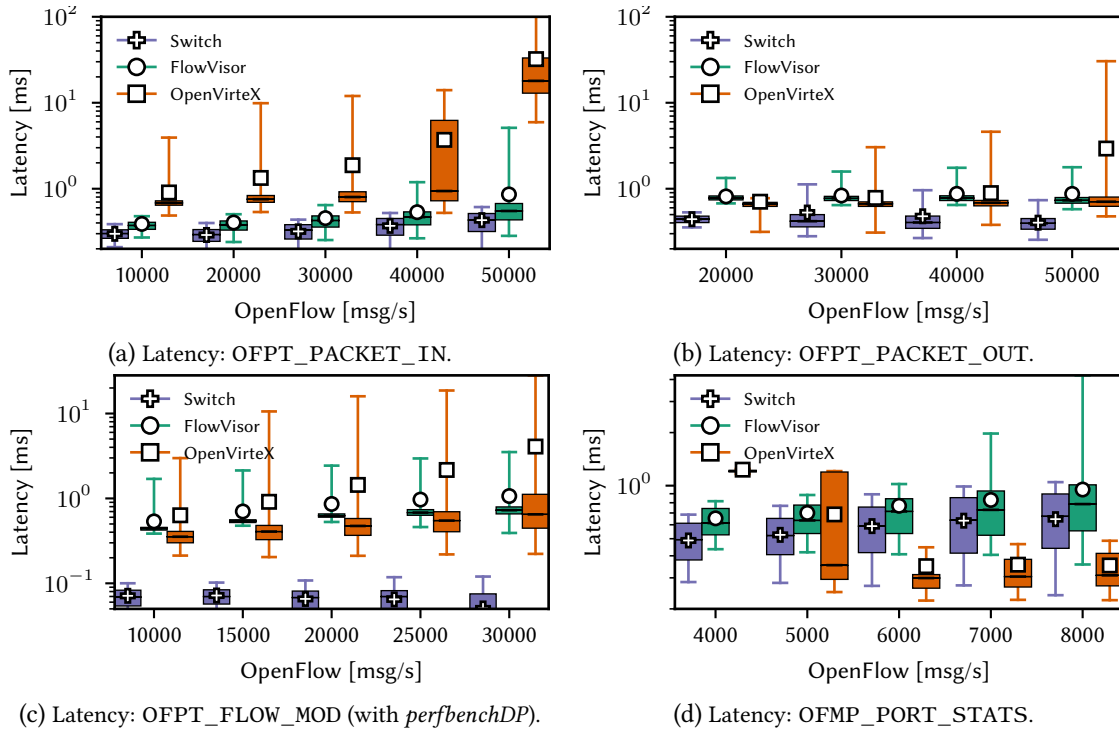 10^2
10^1
10^0
Latency [ms]
Switch
FlowVisor
OpenVirteX
10000 20000 30000 40000 50000
OpenFlow [msg/s]
(a) Latency: OFPT_PACKET_IN.
10^2
10^1
10^0
Latency [ms]
Switch
FlowVisor
OpenVirteX
20000 30000 40000 50000
OpenFlow [msg/s]
(b) Latency: OFPT_PACKET_OUT.
10^1
10^0
10^−1
Latency [ms]
Switch
FlowVisor
OpenVirteX
10000 15000 20000 25000 30000
OpenFlow [msg/s]
(c) Latency: OFPT_FLOW_MOD (with perfbenchDP).
10^0
Latency [ms]
Switch
FlowVisor
OpenVirteX
4000 5000 6000 7000 8000
OpenFlow [msg/s]
(d) Latency: OFMP_PORT_STATS.